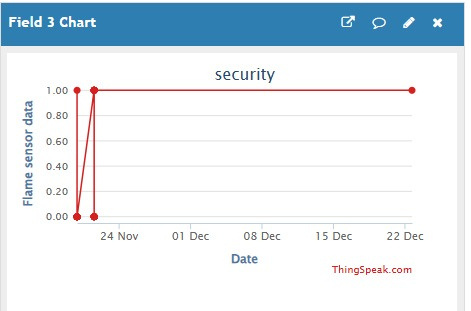 Field 3 Chart
security
Flame sensor data
1.00
0.80
0.60
0.40
0.20
0.00
24 Nov 01 Dec 08 Dec 15 Dec 22 Dec
Date
ThingSpeak.com